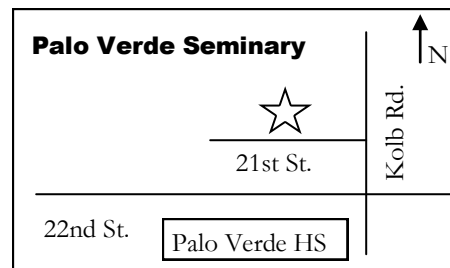 Palo Verde Seminary
N
Kolb Rd.
21st St.
22nd St.
Palo Verde HS